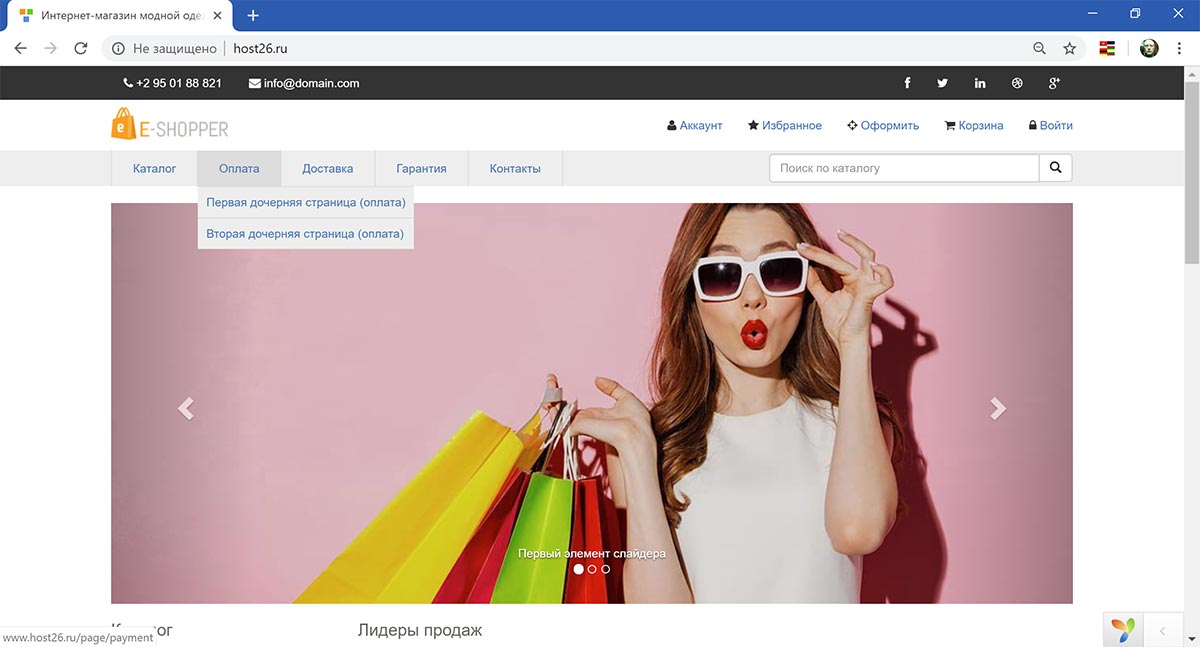 Интернет-магазин модной оде
Не защищено | host26.ru
+2 95 01 88 821 info@domain.com
e E-SHOPPER
Аккаунт Избранное Оформить Корзина Войти
Каталог Оплата Доставка Гарантия Контакты Поиск по каталогу
Первая дочерняя страница (оплата)
Вторая дочерняя страница (оплата)
Первый элемент слайдера
Лидеры продаж
www.host26.ru/page/payment